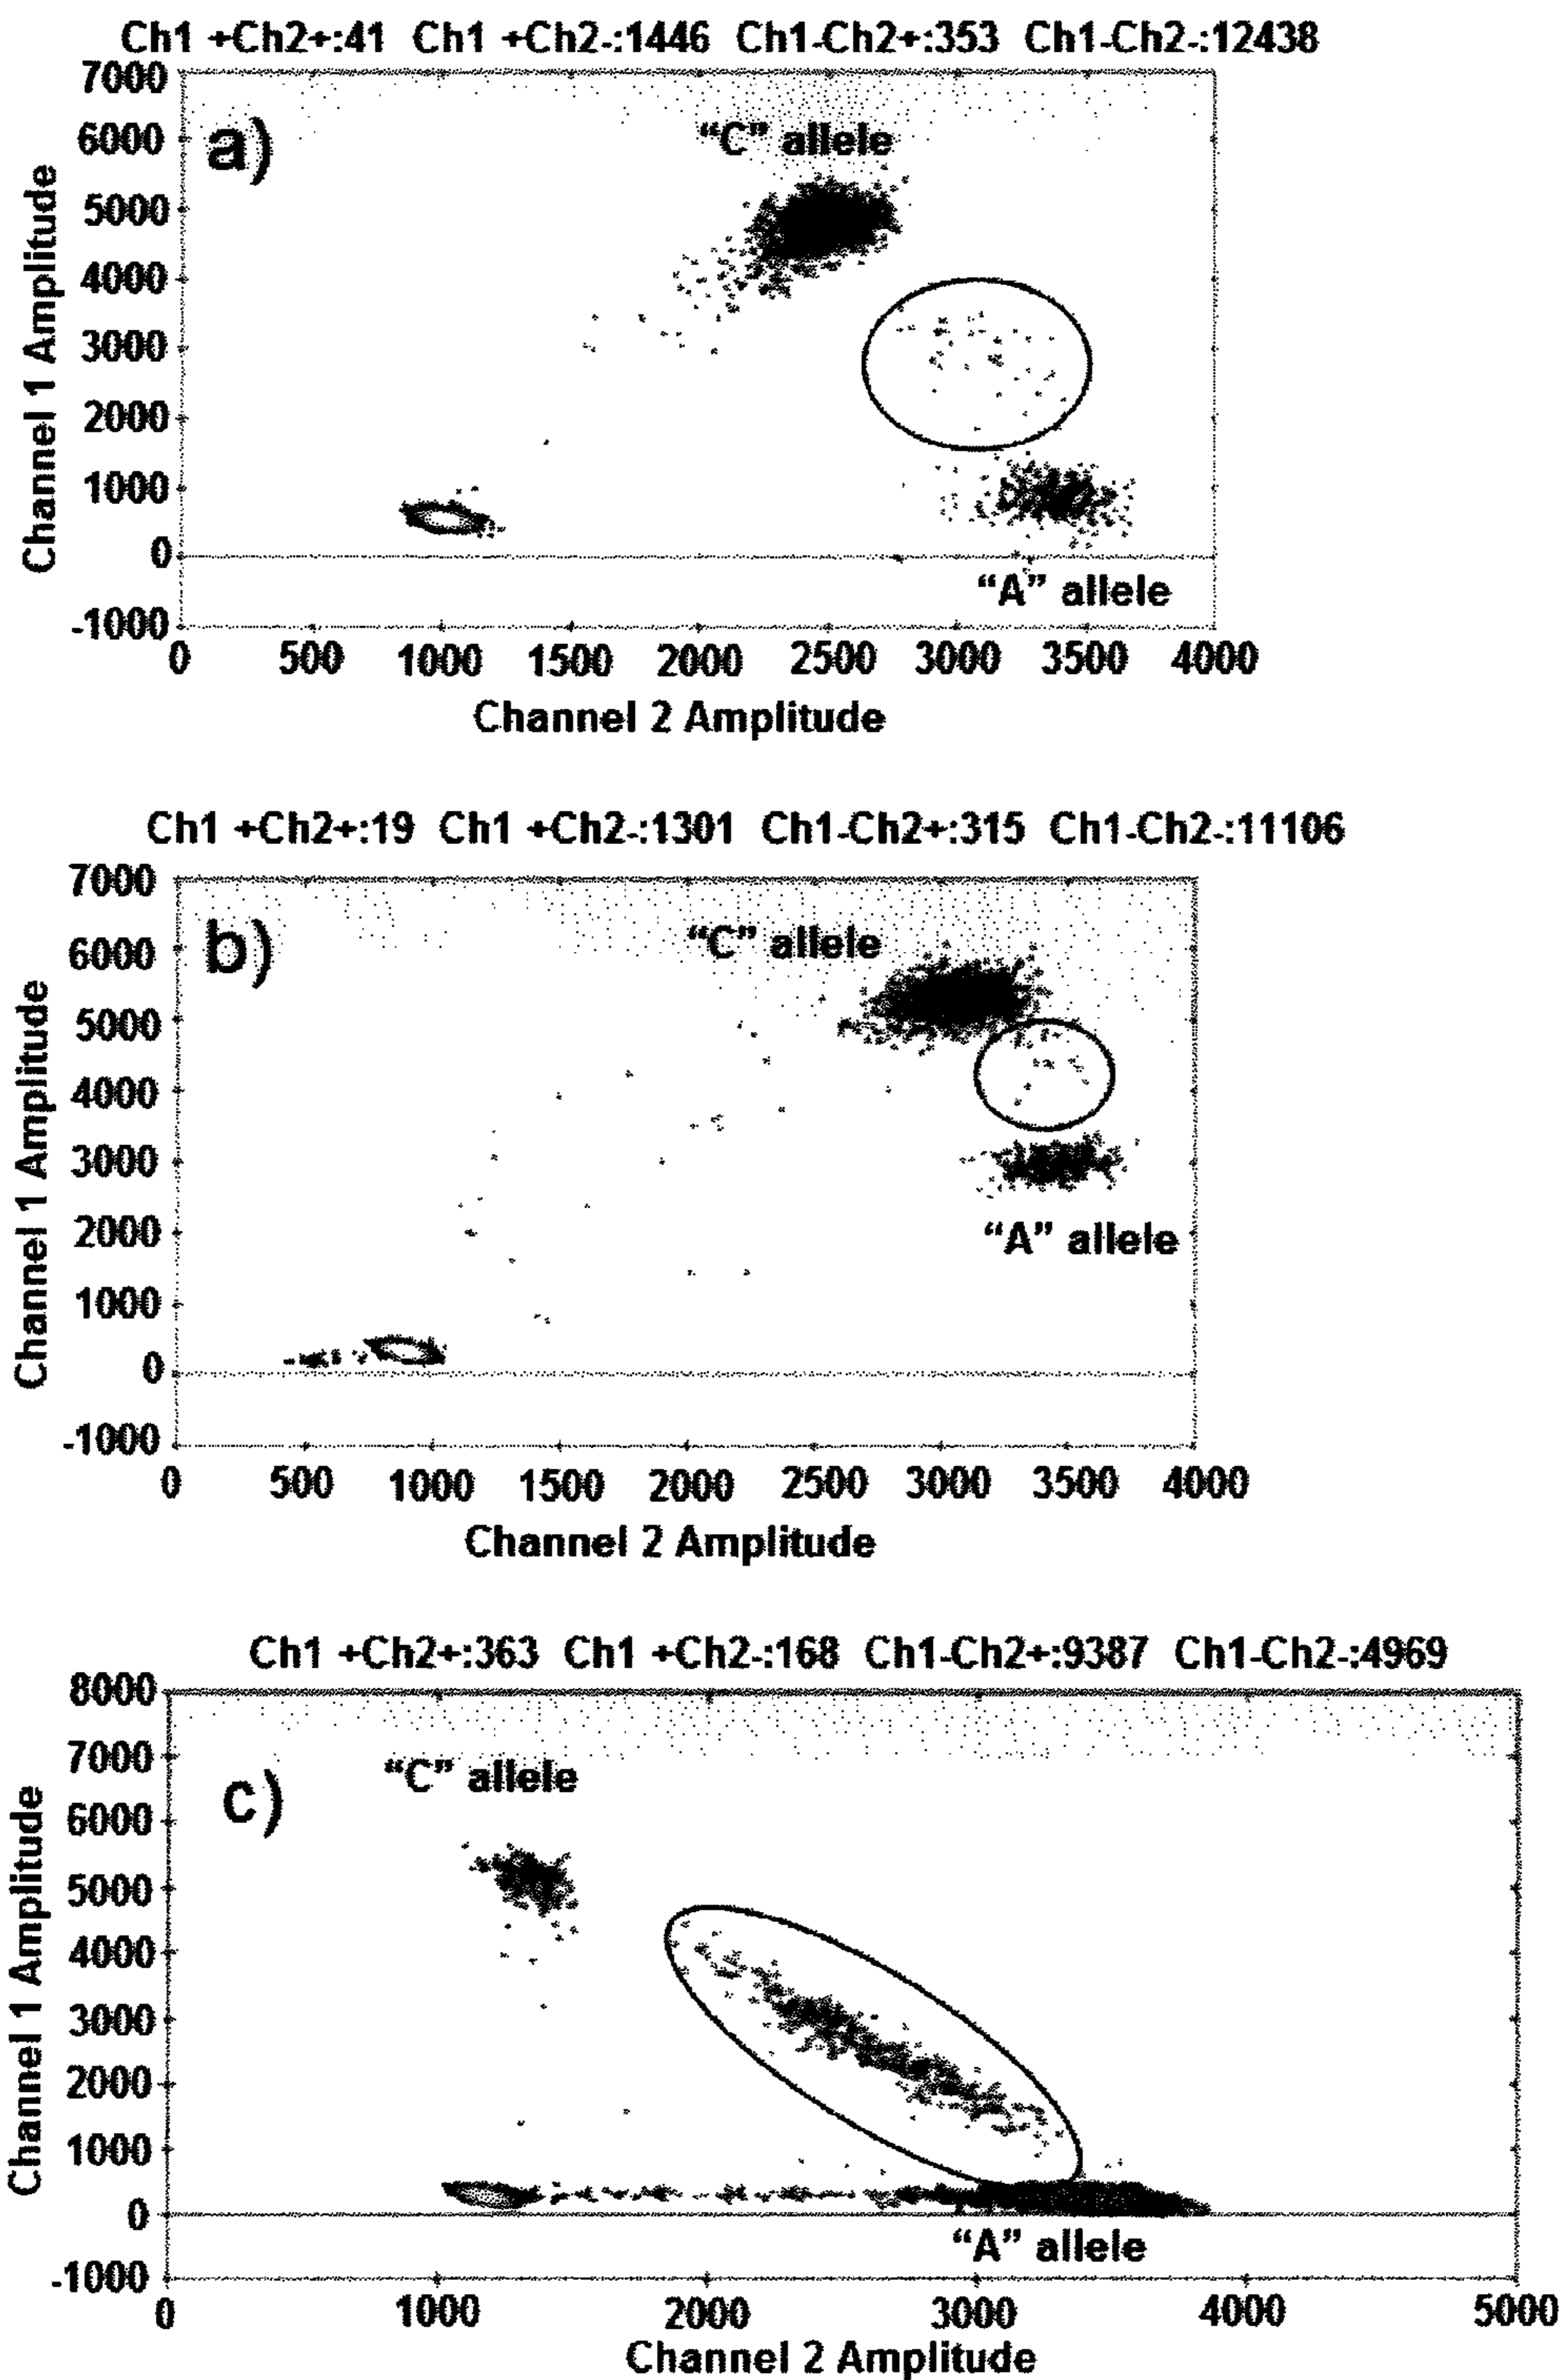 Ch1 +Ch2+:41 Ch1 +Ch2-:1446 Ch1-Ch2+:353 Ch1-Ch2-:12438
7000
6000
5000
4000
3000
2000
1000
0
-1000
Channel 1 Amplitude
a)
“C” allele
“A” allele
0 500 1000 1500 2000 2500 3000 3500 4000
Channel 2 Amplitude
Ch1 +Ch2+:19 Ch1 +Ch2-:1301 Ch1-Ch2+:315 Ch1-Ch2-:11106
7000
6000
5000
4000
3000
2000
1000
0
-1000
Channel 1 Amplitude
b)
“C” allele
“A” allele
0 500 1000 1500 2000 2500 3000 3500 4000
Channel 2 Amplitude
Ch1 +Ch2+:363 Ch1 +Ch2-:168 Ch1-Ch2+:9387 Ch1-Ch2-:4969
8000
7000
6000
5000
4000
3000
2000
1000
0
-1000
Channel 1 Amplitude
c)
“C” allele
“A” allele
0 1000 2000 3000 4000 5000
Channel 2 Amplitude